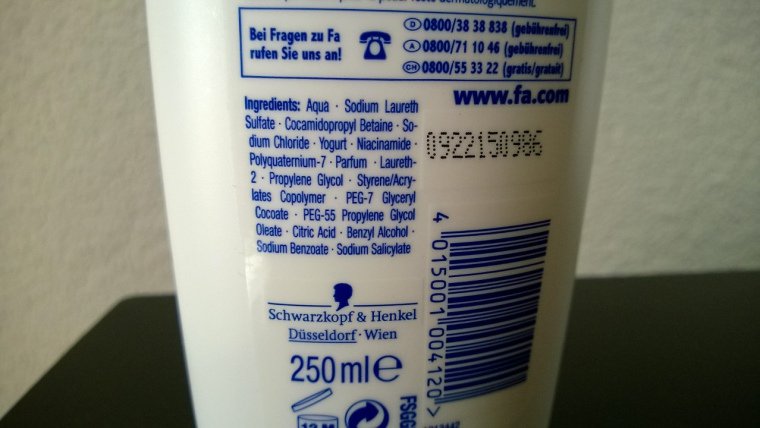 dermatologiquement.
Bei Fragen zu Fa
rufen Sie uns an!
D 0800/38 38 838 (gebührenfrei)
A 0800/71 10 46 (gebührenfrei)
CH 0800/55 33 22 (gratis/gratuit)
www.fa.com
Ingredients: Aqua · Sodium Laureth
Sulfate · Cocamidopropyl Betaine · So-
dium Chloride · Yogurt · Niacinamide ·
Polyquaternium-7 · Parfum · Laureth-
2 · Propylene Glycol · Styrene/Acry-
lates Copolymer · PEG-7 Glyceryl
Cocoate · PEG-55 Propylene Glycol
Oleate · Citric Acid · Benzyl Alcohol ·
Sodium Benzoate · Sodium Salicylate
0922150986
4 015001 004120 >
Schwarzkopf & Henkel
Düsseldorf · Wien
250 ml e
12 M